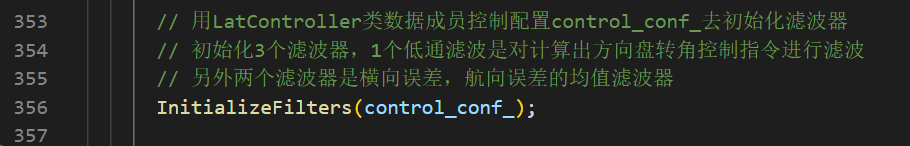 353 // 用LatController类数据成员控制配置control_conf_去初始化滤波器
354 // 初始化3个滤波器，1个低通滤波是对计算出方向盘转角控制指令进行滤波
355 // 另外两个滤波器是横向误差，航向误差的均值滤波器
356 InitializeFilters(control_conf_);
357